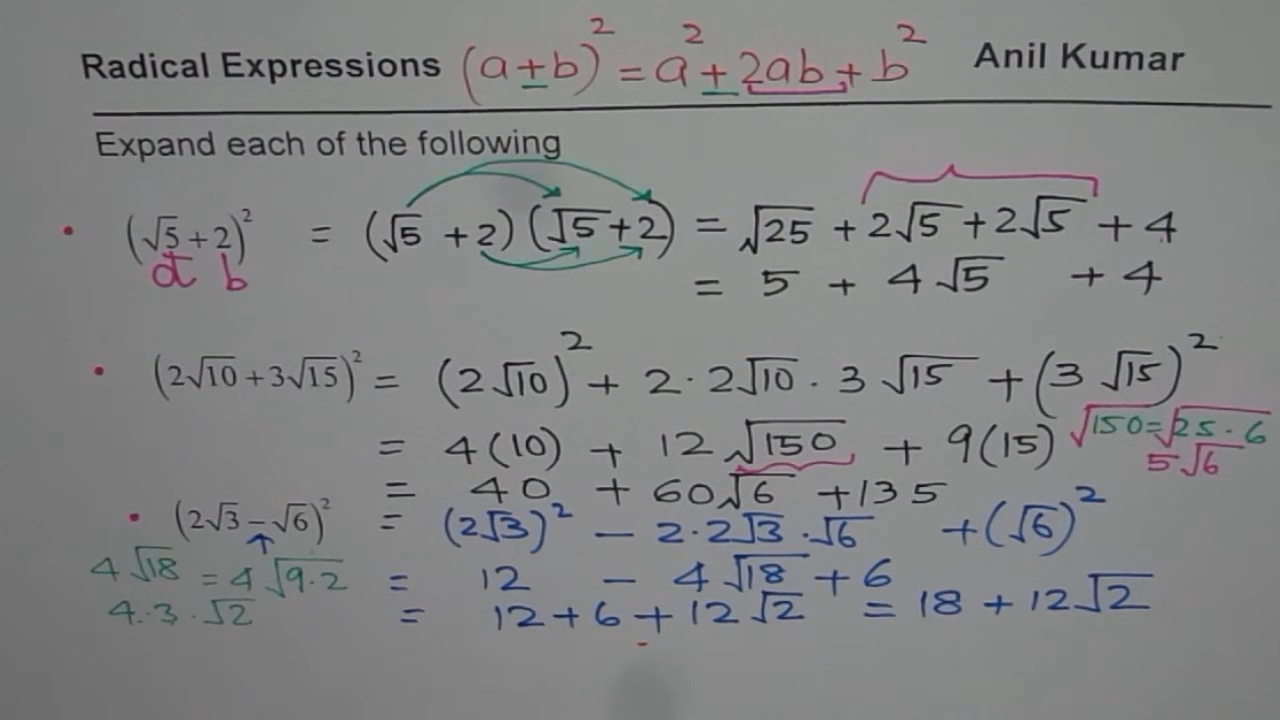 Radical Expressions (a+b)² = a² + 2ab + b² Anil Kumar
Expand each of the following
• (√5 + 2)² = (√5 + 2)(√5+2) = √25 + 2√5 + 2√5 + 4
a b = 5 + 4√5 + 4
• (2√10 + 3√15)² = (2√10)² + 2·2√10·3√15 + (3√15)²
= 4(10) + 12√150 + 9(15) √150 = √25·6
5√6
= 40 + 60√6 + 135
• (2√3 − √6)² = (2√3)² − 2·2√3·√6 + (√6)²
4√18 = 4√9·2 = 12 − 4√18 + 6
4·3·√2 = 12 + 6 + 12√2 = 18 + 12√2